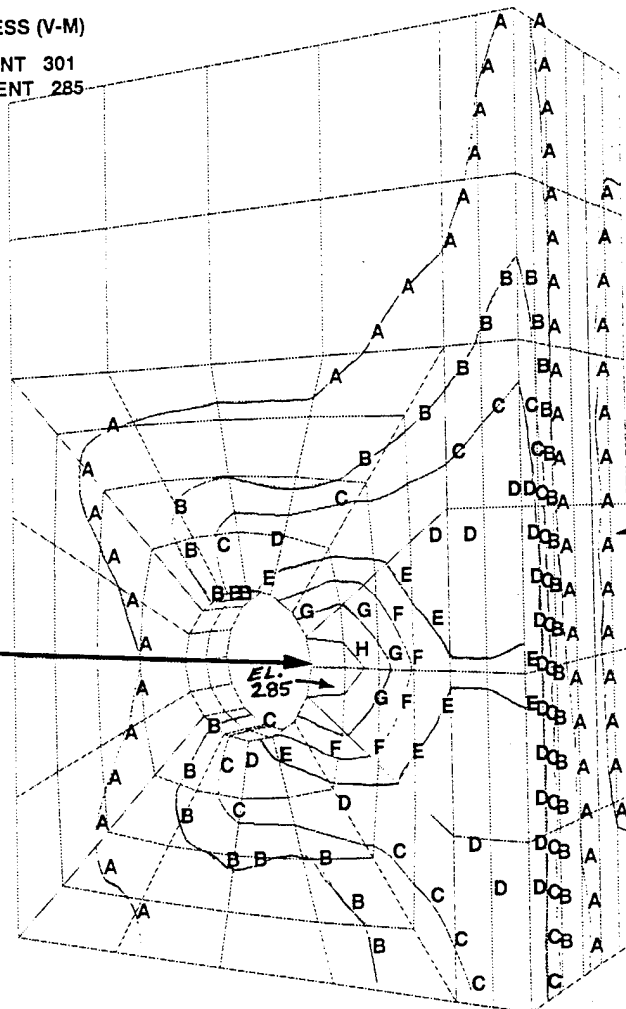 ESS (V-M)
NT 301
ENT 285
A A
A A
A A
A A
A A A
A A A
A B B A A
A B B A A
A B B A A
A B C C B A A
A B C C B A A
B C D D C B A
A B C D D D D C B A
A B B B E E D C B A
A G G F E D C B A
H G F E D C B A
EL.
285
A G F E E D C B A
A B C F F E D C B A
A B C D E D C B A
A B C D D C B A
A B B B C D D C B A
A B C C B A
B C C